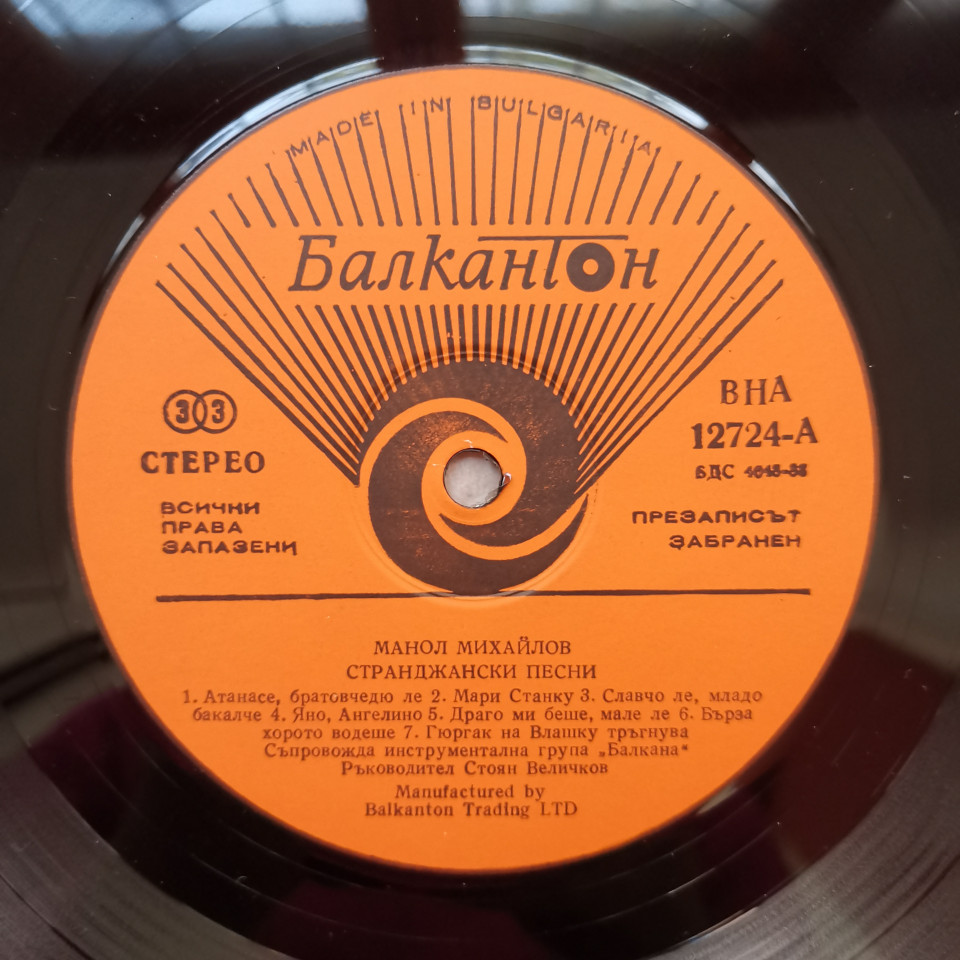 MADE IN BULGARIA
Балкантон
33
СТЕРЕО
ВСИЧКИ
ПРАВА
ЗАПАЗЕНИ
ВНА
12724-А
БДС
ПРЕЗАПИСЪТ
ЗАБРАНЕН
МАНОЛ МИХАЙЛОВ
СТРАНДЖАНСКИ ПЕСНИ
1. Атанасе, братовчедю ле 2. Мари Станку 3. Славчо ле, младо
бакалче 4. Яно, Ангелино 5. Драго ми беше, мале ле 6. Бърза
хорото водеше 7. Гюргак на Влашку тръгнува
Съпровожда инструментална група „Балкана“
Ръководител Стоян Величков
Manufactured by
Balkanton Trading LTD